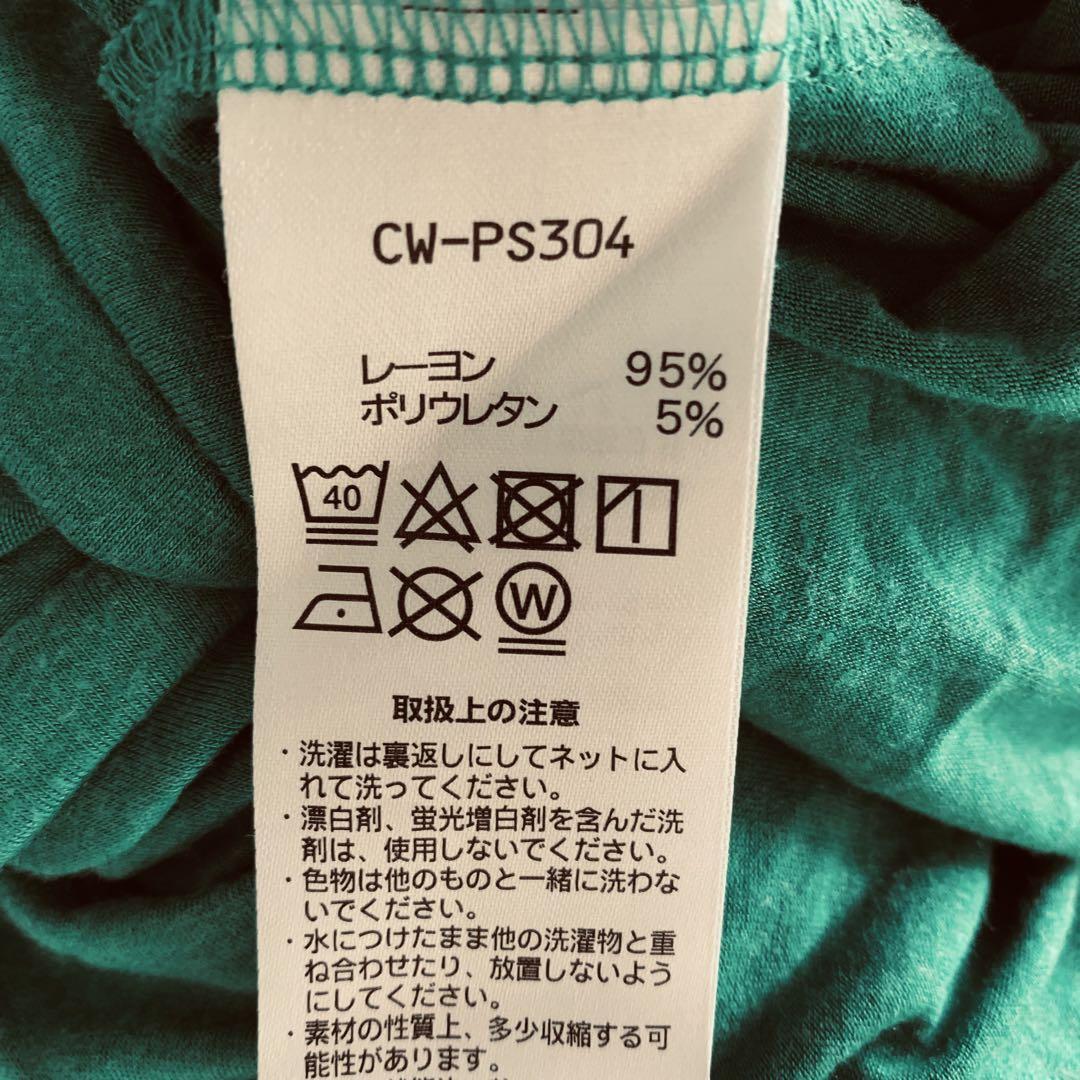 CW-PS304
レーヨン 95%
ポリウレタン 5%
40
W
取扱上の注意
・洗濯は裏返しにしてネットに入
れて洗ってください。
・漂白剤、蛍光増白剤を含んだ洗
剤は、使用しないでください。
・色物は他のものと一緒に洗わな
いでください。
・水につけたまま他の洗濯物と重
ね合わせたり、放置しないよう
にしてください。
・素材の性質上、多少収縮する可
能性があります。